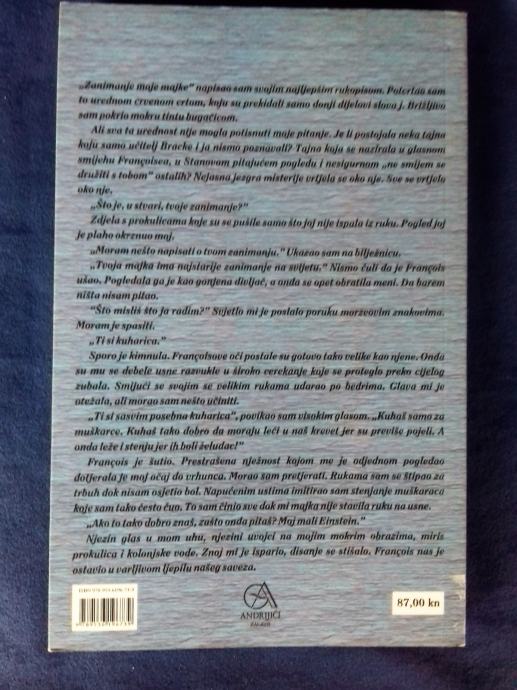 „Zanimanje moje majke" napisao sam svojim najljepšim rukopisom. Potcrtao sam
to urednom crvenom crtom, koju su prekidali samo donji dijelovi slova j. Brižljivo
sam pokrio mokru tintu bugačicom.
Ali sva ta urednost nije mogla potisnuti moje pitanje. Je li postojala neka tajna
koju samo učitelj Bracke i ja nismo poznavali? Tajna koja se nazirala u glasnom
smijehu Françoisea, u Stanovom pitajućem pogledu i nesigurnom „ne smijem se
družiti s tobom" ostalih? Nejasna jezgra misterije vrtjela se oko nje. Sve se vrtjelo
oko nje.
„Što je, u stvari, tvoje zanimanje?"
Zdjela s prokulicama koje su se pušile samo što joj nije ispala iz ruku. Pogled joj
je plaho okrznuo moj.
„Moram nešto napisati o tvom zanimanju." Ukazao sam na bilježnicu.
„Tvoja majka ima najstarije zanimanje na svijetu." Nismo čuli da je François
ušao. Pogledala ga je kao gonjena divljač, a onda se opet obratila meni. Da barem
ništa nisam pitao.
"Što misliš što ja radim?" Svjetlo mi je poslalo poruku morzeovim znakovima.
Moram je spasiti.
„Ti si kuharica."
Sporo je kimnula. Françoisove oči postale su gotovo tako velike kao njene. Onda
su mu se debele usne razvukle u široko cerekanje koje se proteglo preko cijelog
zubala. Smijući se svojim se velikim rukama udarao po bedrima. Glava mi je
otežala, ali morao sam nešto učiniti.
„Ti si sasvim posebna kuharica", povikao sam visokim glasom. „Kuhaš samo za
muškarce. Kuhaš tako dobro da moraju leći u naš krevet jer su previše pojeli. A
onda leže i stenju jer ih boli želudac!"
François je šutio. Prestrašena nježnost kojom me je odjednom pogledao
dotjerala je moj očaj do vrhunca. Morao sam pretjerati. Rukama sam se štipao za
trbuh dok nisam osjetio bol. Napućenim ustima imitirao sam stenjanje muškaraca
koje sam tako često čuo. To sam činio sve dok mi majka nije stavila ruku na usne.
„Ako to tako dobro znaš, zašto onda pitaš? Moj mali Einstein."
Njezin glas u mom uhu, njezini uvojci na mojim mokrim obrazima, miris
prokulica i kolonjske vode. Znoj mi je ispario, disanje se stišalo. François nas je
ostavio u varljivom ljepilu našeg saveza.
ANDRIJIĆI
87,00 kn